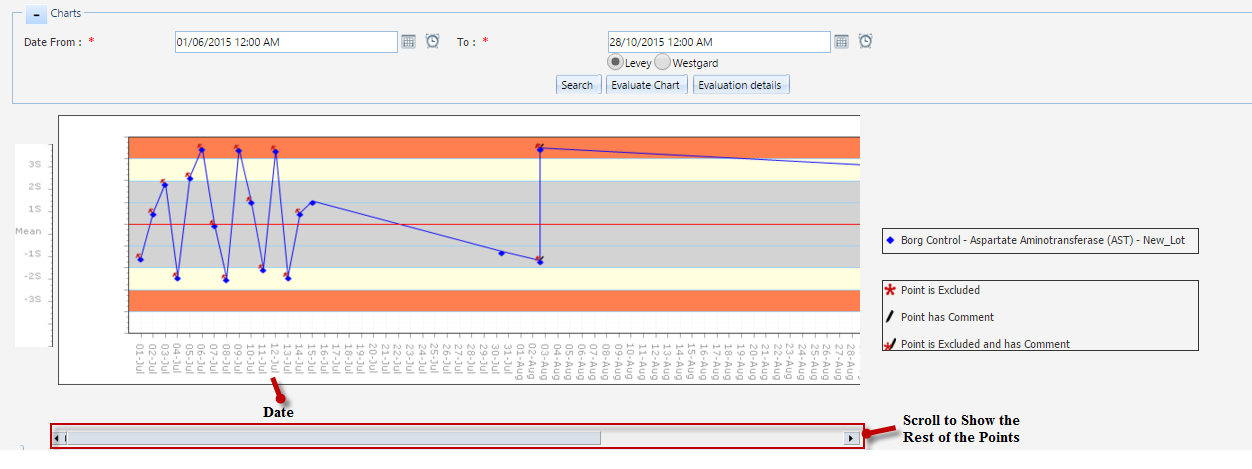 - Charts
Date From : * 01/06/2015 12:00 AM To : * 28/10/2015 12:00 AM
Levey Westgard
Search Evaluate Chart Evaluation details
3S
2S
1S
Mean
-1S
-2S
-3S
Borg Control - Aspartate Aminotransferase (AST) - New_Lot
Point is Excluded
Point has Comment
Point is Excluded and has Comment
01-Jul
02-Jul
03-Jul
04-Jul
05-Jul
06-Jul
07-Jul
08-Jul
09-Jul
10-Jul
11-Jul
12-Jul
13-Jul
14-Jul
15-Jul
16-Jul
17-Jul
18-Jul
19-Jul
20-Jul
21-Jul
22-Jul
23-Jul
24-Jul
25-Jul
26-Jul
27-Jul
28-Jul
29-Jul
30-Jul
31-Jul
01-Aug
02-Aug
03-Aug
04-Aug
05-Aug
06-Aug
07-Aug
08-Aug
09-Aug
10-Aug
11-Aug
12-Aug
13-Aug
14-Aug
15-Aug
16-Aug
17-Aug
18-Aug
19-Aug
20-Aug
21-Aug
22-Aug
23-Aug
24-Aug
25-Aug
26-Aug
27-Aug
28-Aug
Date
Scroll to Show the
Rest of the Points